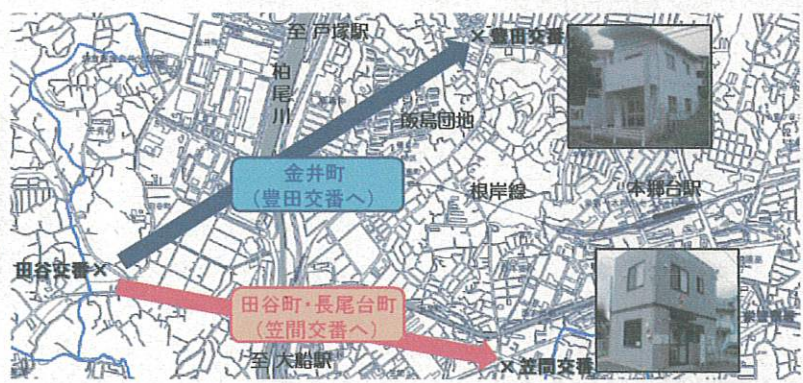 至 戸塚駅
×豊田交番
柏尾川
飯島団地
金井町
(豊田交番へ)
根岸線
本郷台駅
田谷交番×
田谷町・長尾台町
(笠間交番へ)
至 大船駅
×笠間交番